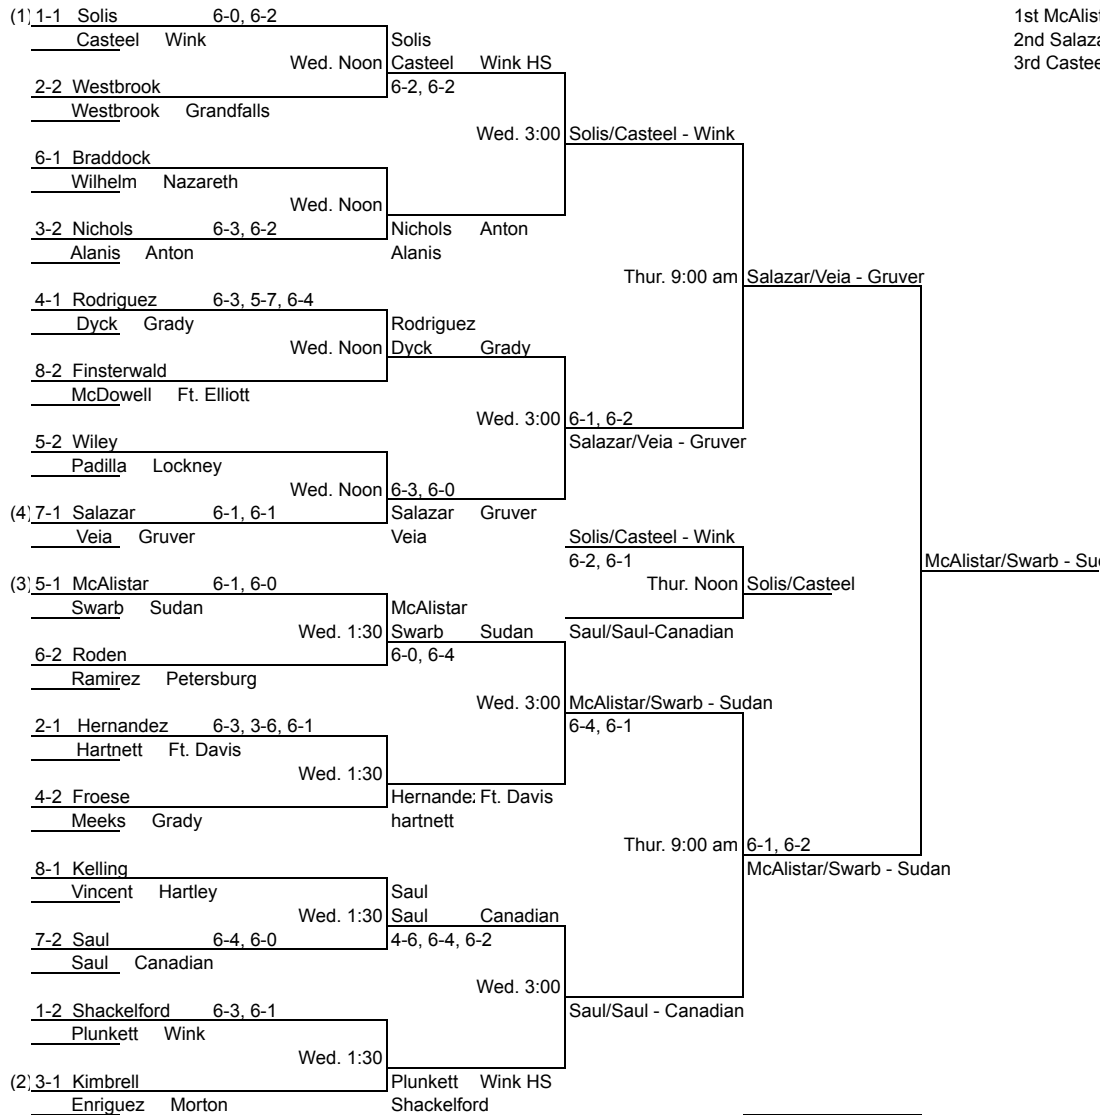 (1) 1-1 Solis 6-0, 6-2 1st McAlist
Casteel Wink Solis 2nd Salaza
Wed. Noon Casteel Wink HS 3rd Castee
2-2 Westbrook 6-2, 6-2
Westbrook Grandfalls
Wed. 3:00 Solis/Casteel - Wink
6-1 Braddock
Wilhelm Nazareth
Wed. Noon
3-2 Nichols 6-3, 6-2 Nichols Anton
Alanis Anton Alanis
Thur. 9:00 am Salazar/Veia - Gruver
4-1 Rodriguez 6-3, 5-7, 6-4
Dyck Grady Rodriguez
Wed. Noon Dyck Grady
8-2 Finsterwald
McDowell Ft. Elliott
Wed. 3:00 6-1, 6-2
5-2 Wiley Salazar/Veia - Gruver
Padilla Lockney
Wed. Noon 6-3, 6-0
(4) 7-1 Salazar 6-1, 6-1 Salazar Gruver
Veia Gruver Veia Solis/Casteel - Wink
6-2, 6-1 McAlistar/Swarb - Sud
(3) 5-1 McAlistar 6-1, 6-0 Thur. Noon Solis/Casteel
Swarb Sudan McAlistar
Wed. 1:30 Swarb Sudan Saul/Saul-Canadian
6-2 Roden 6-0, 6-4
Ramirez Petersburg
Wed. 3:00 McAlistar/Swarb - Sudan
2-1 Hernandez 6-3, 3-6, 6-1 6-4, 6-1
Hartnett Ft. Davis
Wed. 1:30
4-2 Froese Hernandez Ft. Davis
Meeks Grady hartnett
Thur. 9:00 am 6-1, 6-2
8-1 Kelling McAlistar/Swarb - Sudan
Vincent Hartley Saul
Wed. 1:30 Saul Canadian
7-2 Saul 6-4, 6-0 4-6, 6-4, 6-2
Saul Canadian
Wed. 3:00
1-2 Shackelford 6-3, 6-1 Saul/Saul - Canadian
Plunkett Wink
Wed. 1:30
(2) 3-1 Kimbrell Plunkett Wink HS
Enriguez Morton Shackelford